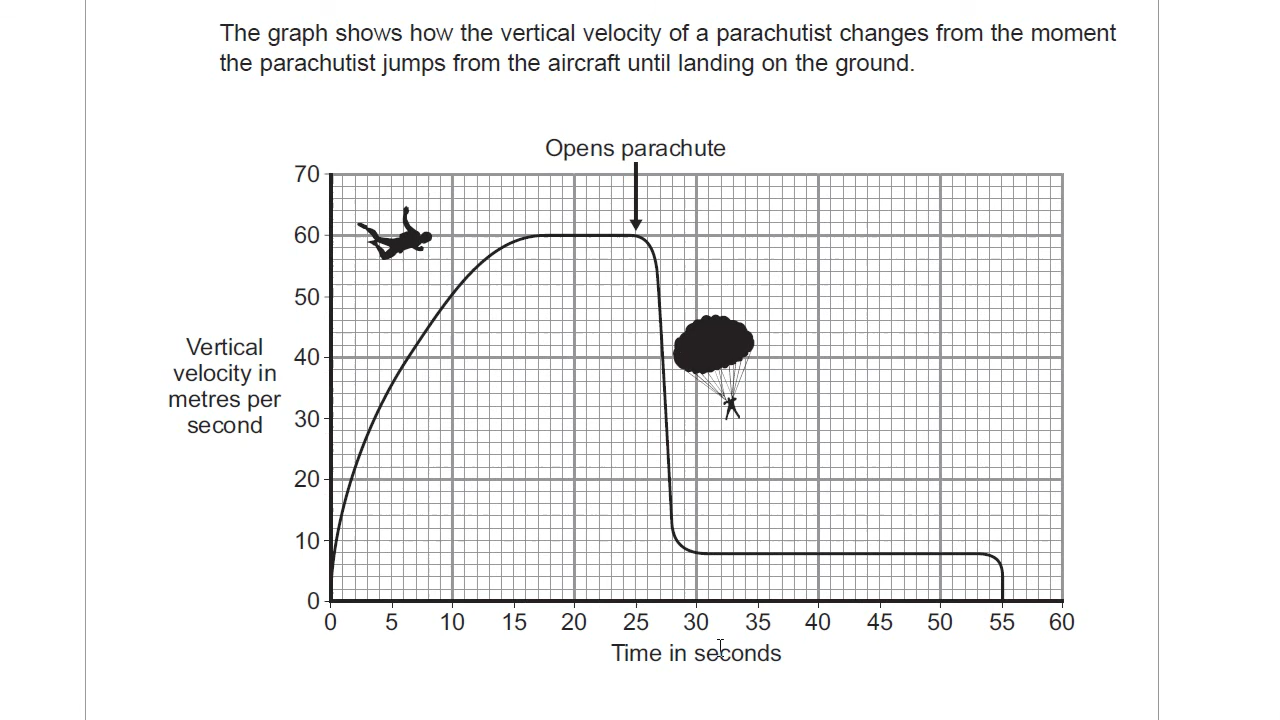 The graph shows how the vertical velocity of a parachutist changes from the moment
the parachutist jumps from the aircraft until landing on the ground.
Opens parachute
70
60
50
40
30
20
10
0
Vertical
velocity in
metres per
second
0 5 10 15 20 25 30 35 40 45 50 55 60
Time in seconds